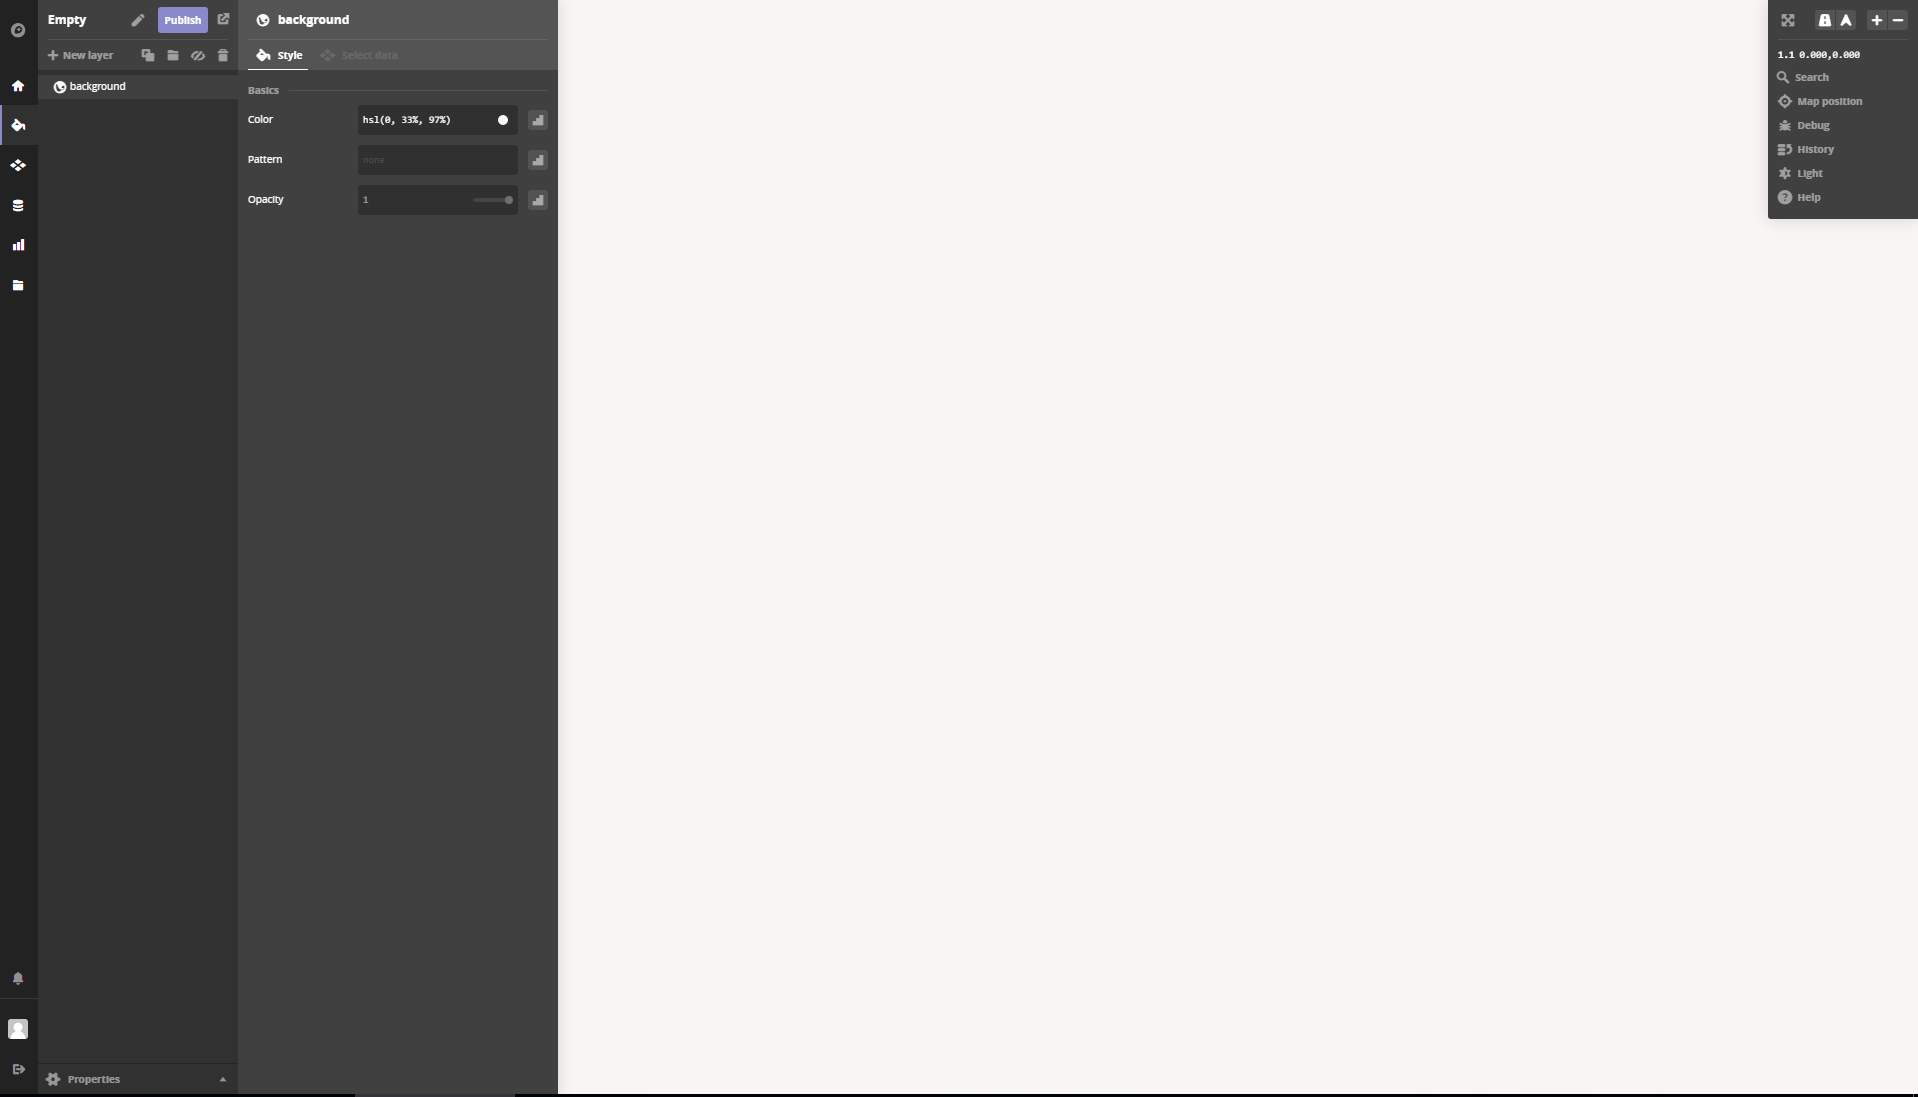 Empty
Publish
New layer
background
background
Style
Select data
Basics
Color
hsl(0, 33%, 97%)
Pattern
none
Opacity
1
1.1 0.000,0.000
Search
Map position
Debug
History
Light
Help
Properties